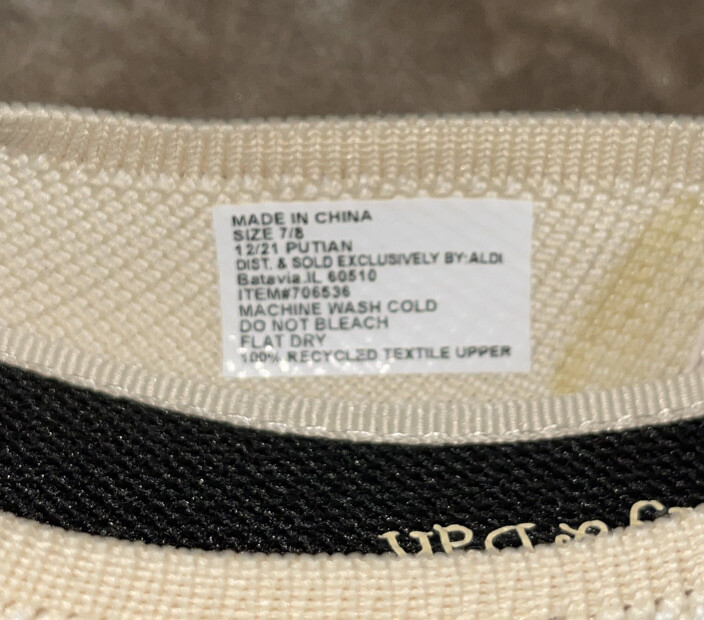 MADE IN CHINA
SIZE 7/8
12/21 PUTIAN
DIST. & SOLD EXCLUSIVELY BY:ALDI
Batavia.IL 60510
ITEM#706536
MACHINE WASH COLD
DO NOT BLEACH
FLAT DRY
100% RECYCLED TEXTILE UPPER